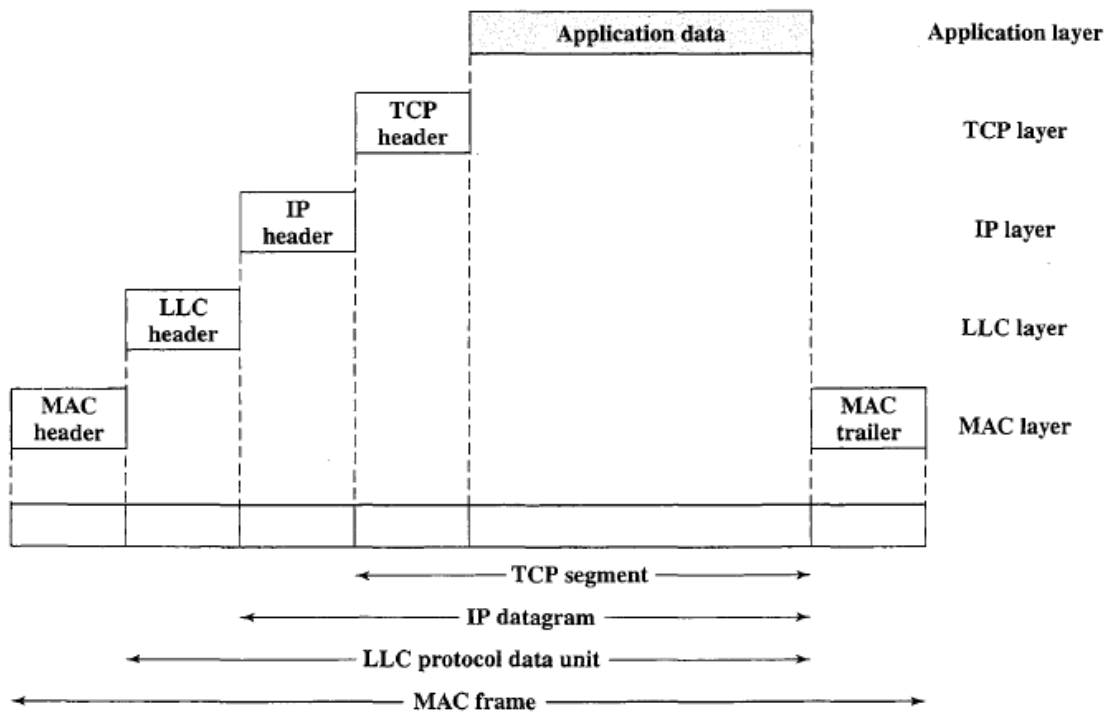 Application data
Application layer
TCP
header
TCP layer
IP
header
IP layer
LLC
header
LLC layer
MAC
header
MAC
trailer
MAC layer
TCP segment
IP datagram
LLC protocol data unit
MAC frame